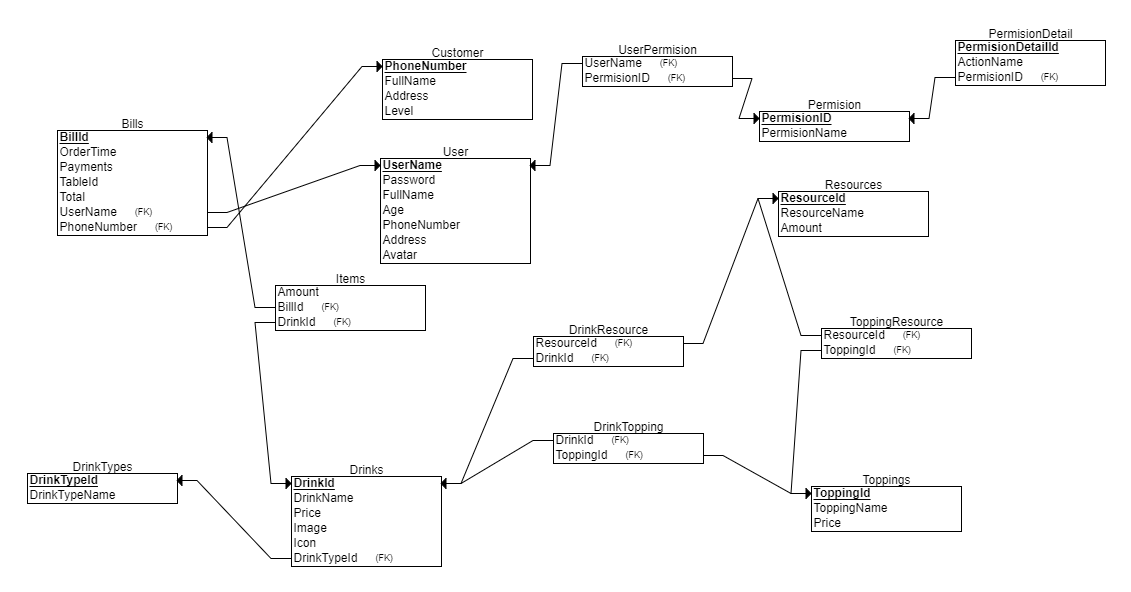 Customer
PhoneNumber
FullName
Address
Level
UserPermision
UserName (FK)
PermisionID (FK)
PermisionDetail
PermisionDetailId
ActionName
PermisionID (FK)
Permision
PermisionID
PermisionName
Bills
BillId
OrderTime
Payments
TableId
Total
UserName (FK)
PhoneNumber (FK)
User
UserName
Password
FullName
Age
PhoneNumber
Address
Avatar
Resources
ResourceId
ResourceName
Amount
Items
Amount
BillId (FK)
DrinkId (FK)
DrinkResource
ResourceId (FK)
DrinkId (FK)
ToppingResource
ResourceId (FK)
ToppingId (FK)
DrinkTopping
DrinkId (FK)
ToppingId (FK)
DrinkTypes
DrinkTypeId
DrinkTypeName
Drinks
DrinkId
DrinkName
Price
Image
Icon
DrinkTypeId (FK)
Toppings
ToppingId
ToppingName
Price